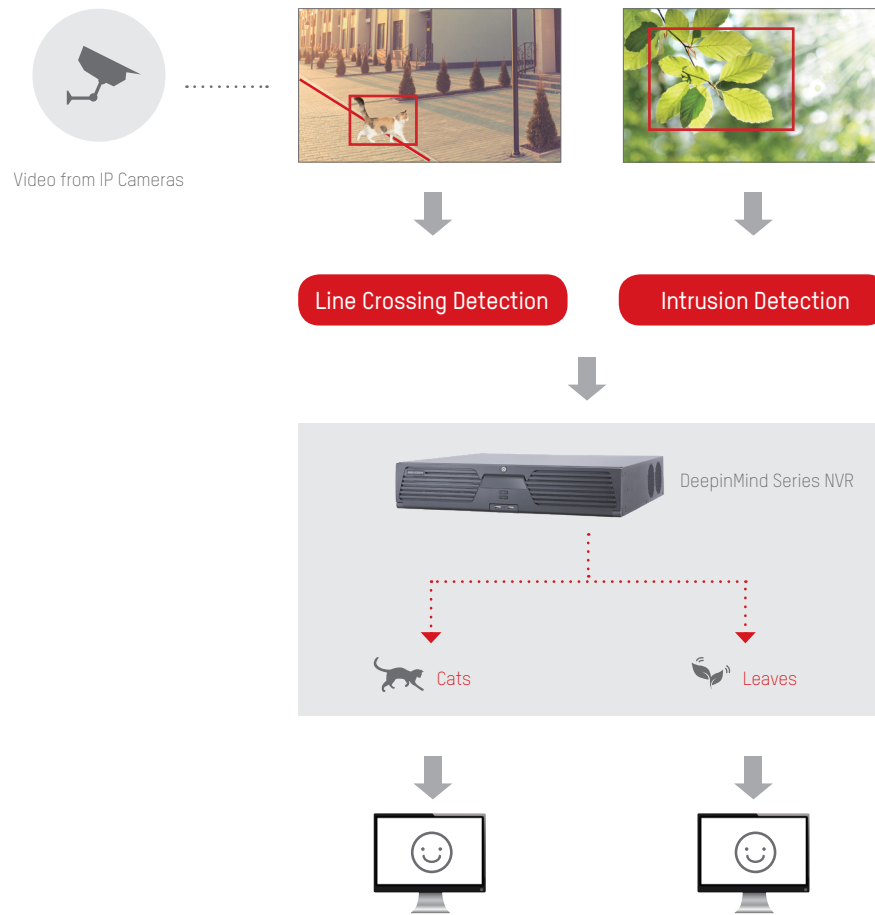 Video from IP Cameras
Line Crossing Detection
Intrusion Detection
DeepinMind Series NVR
Cats
Leaves